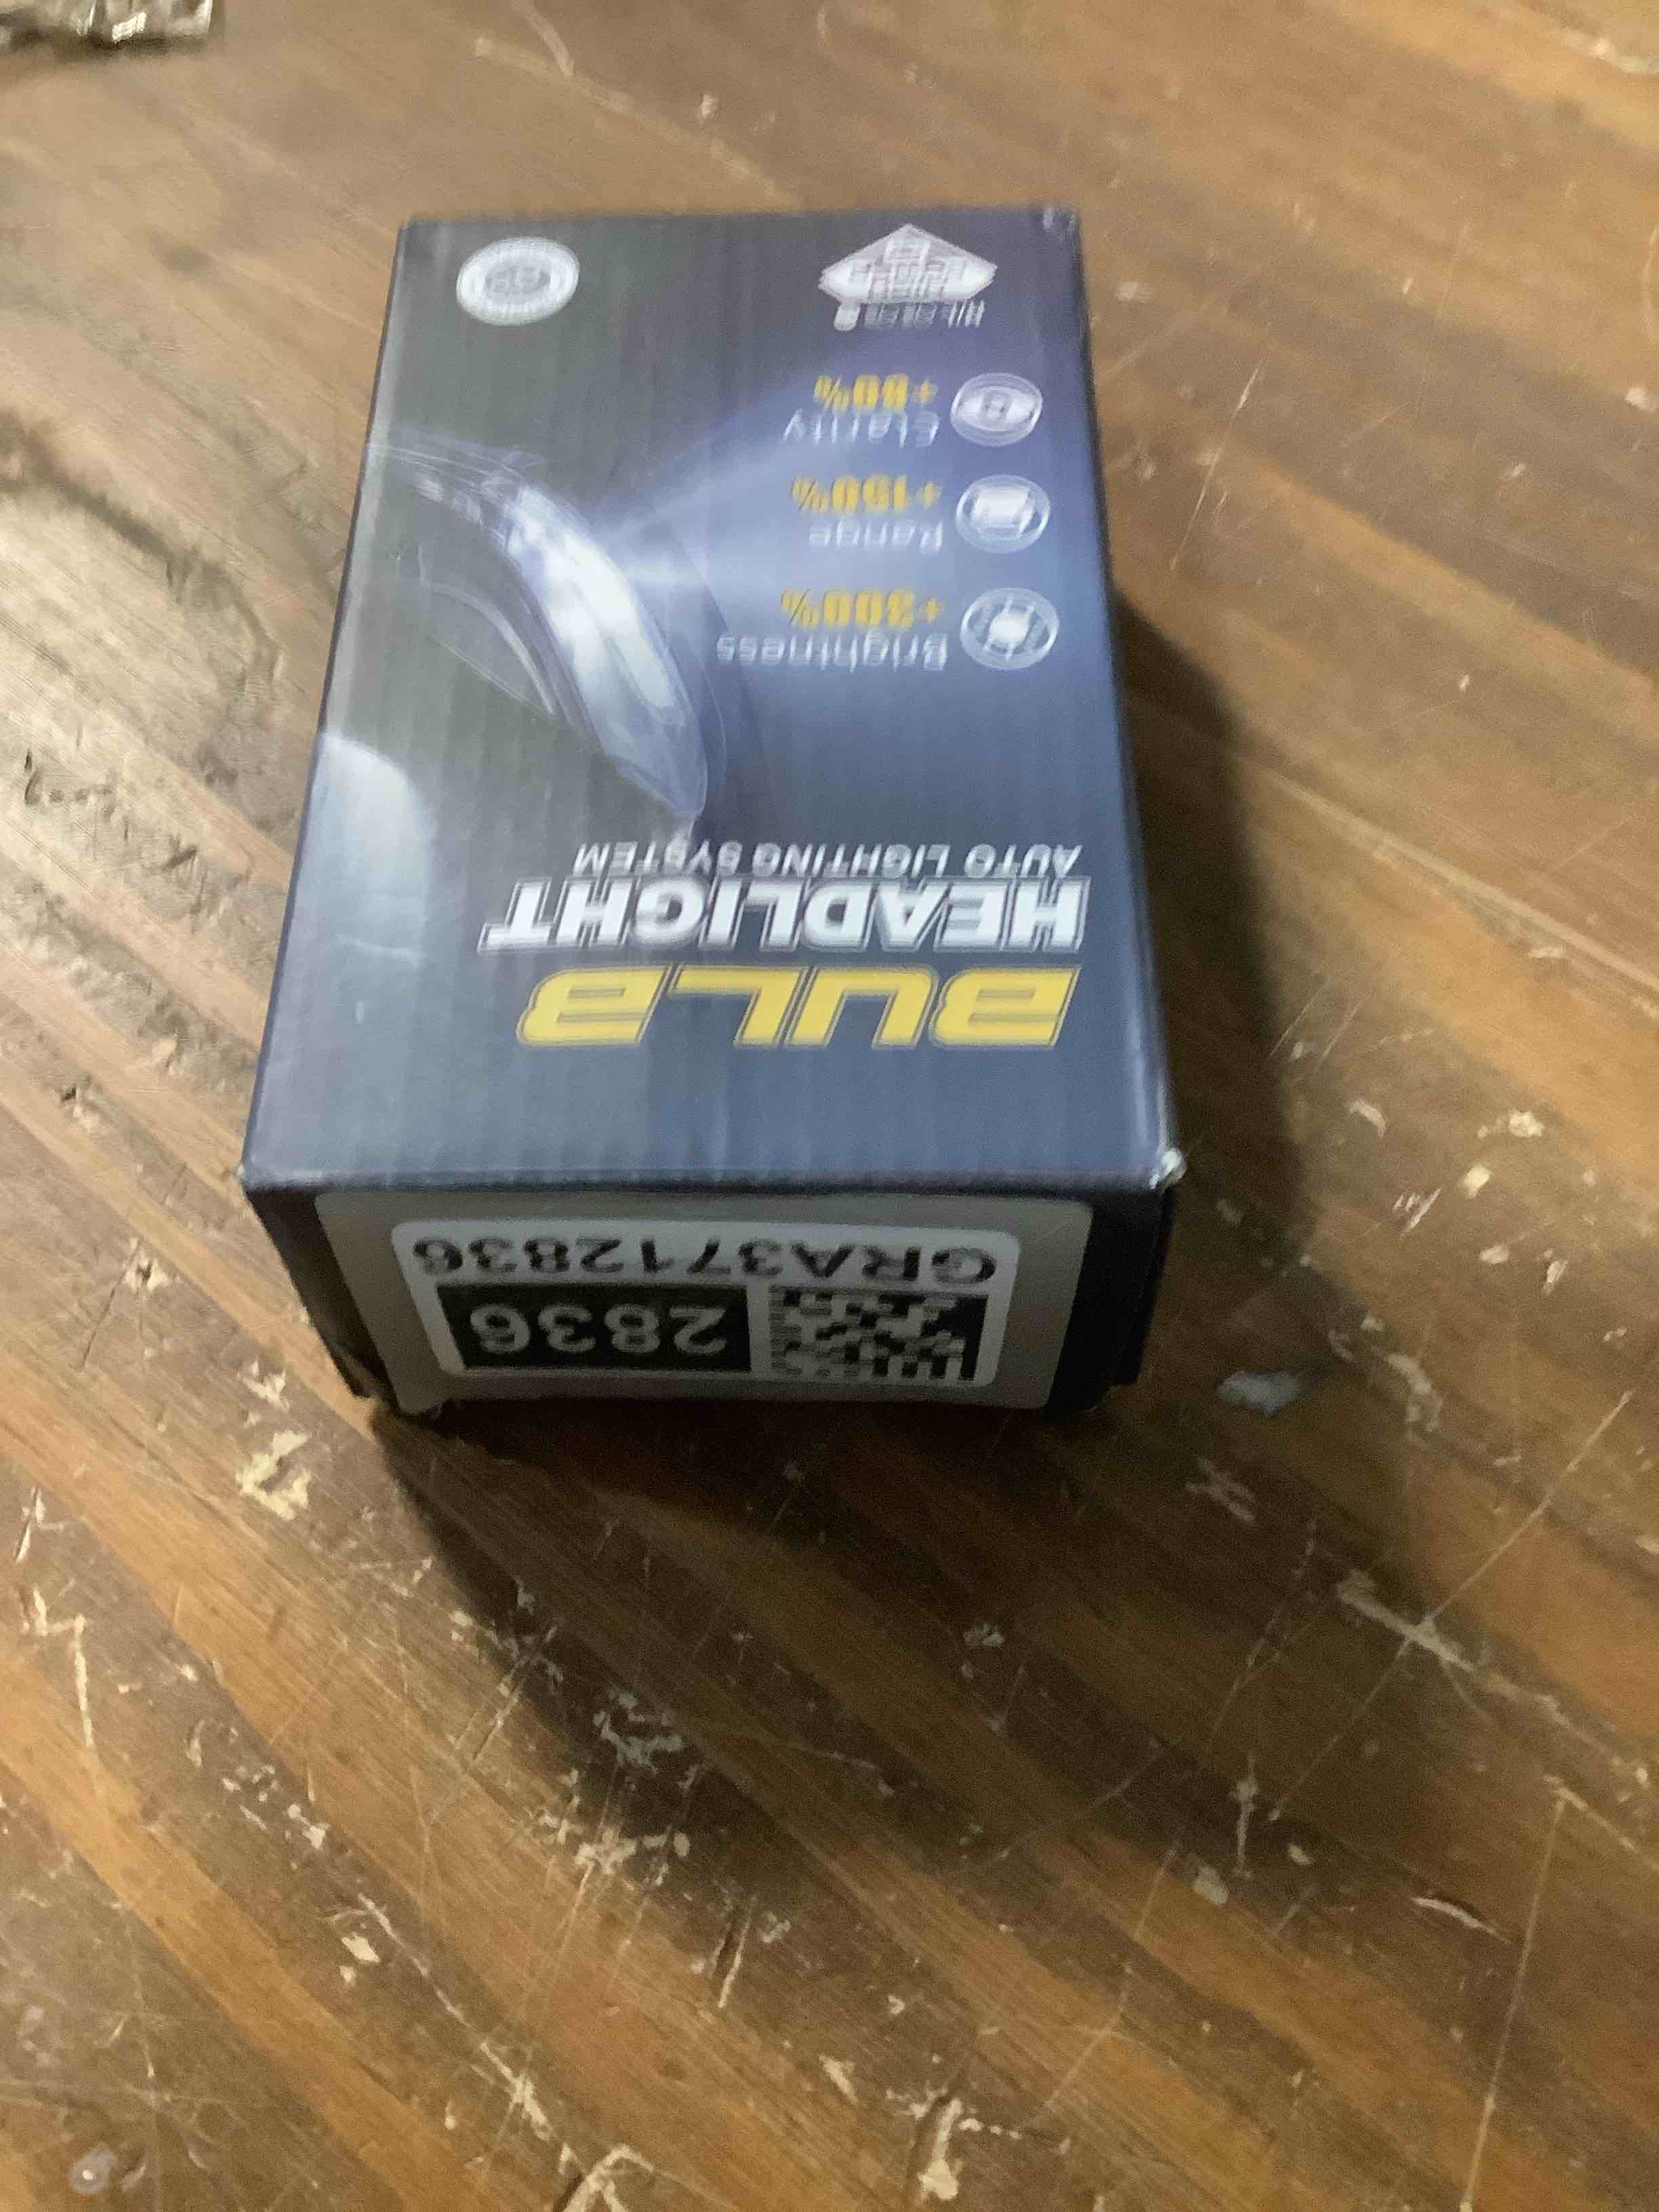 2836
GRA3712836
BULB
HEADLIGHT
AUTO LIGHTING SYSTEM
Brightness
+300%
Range
+150%
Clarity
+80%